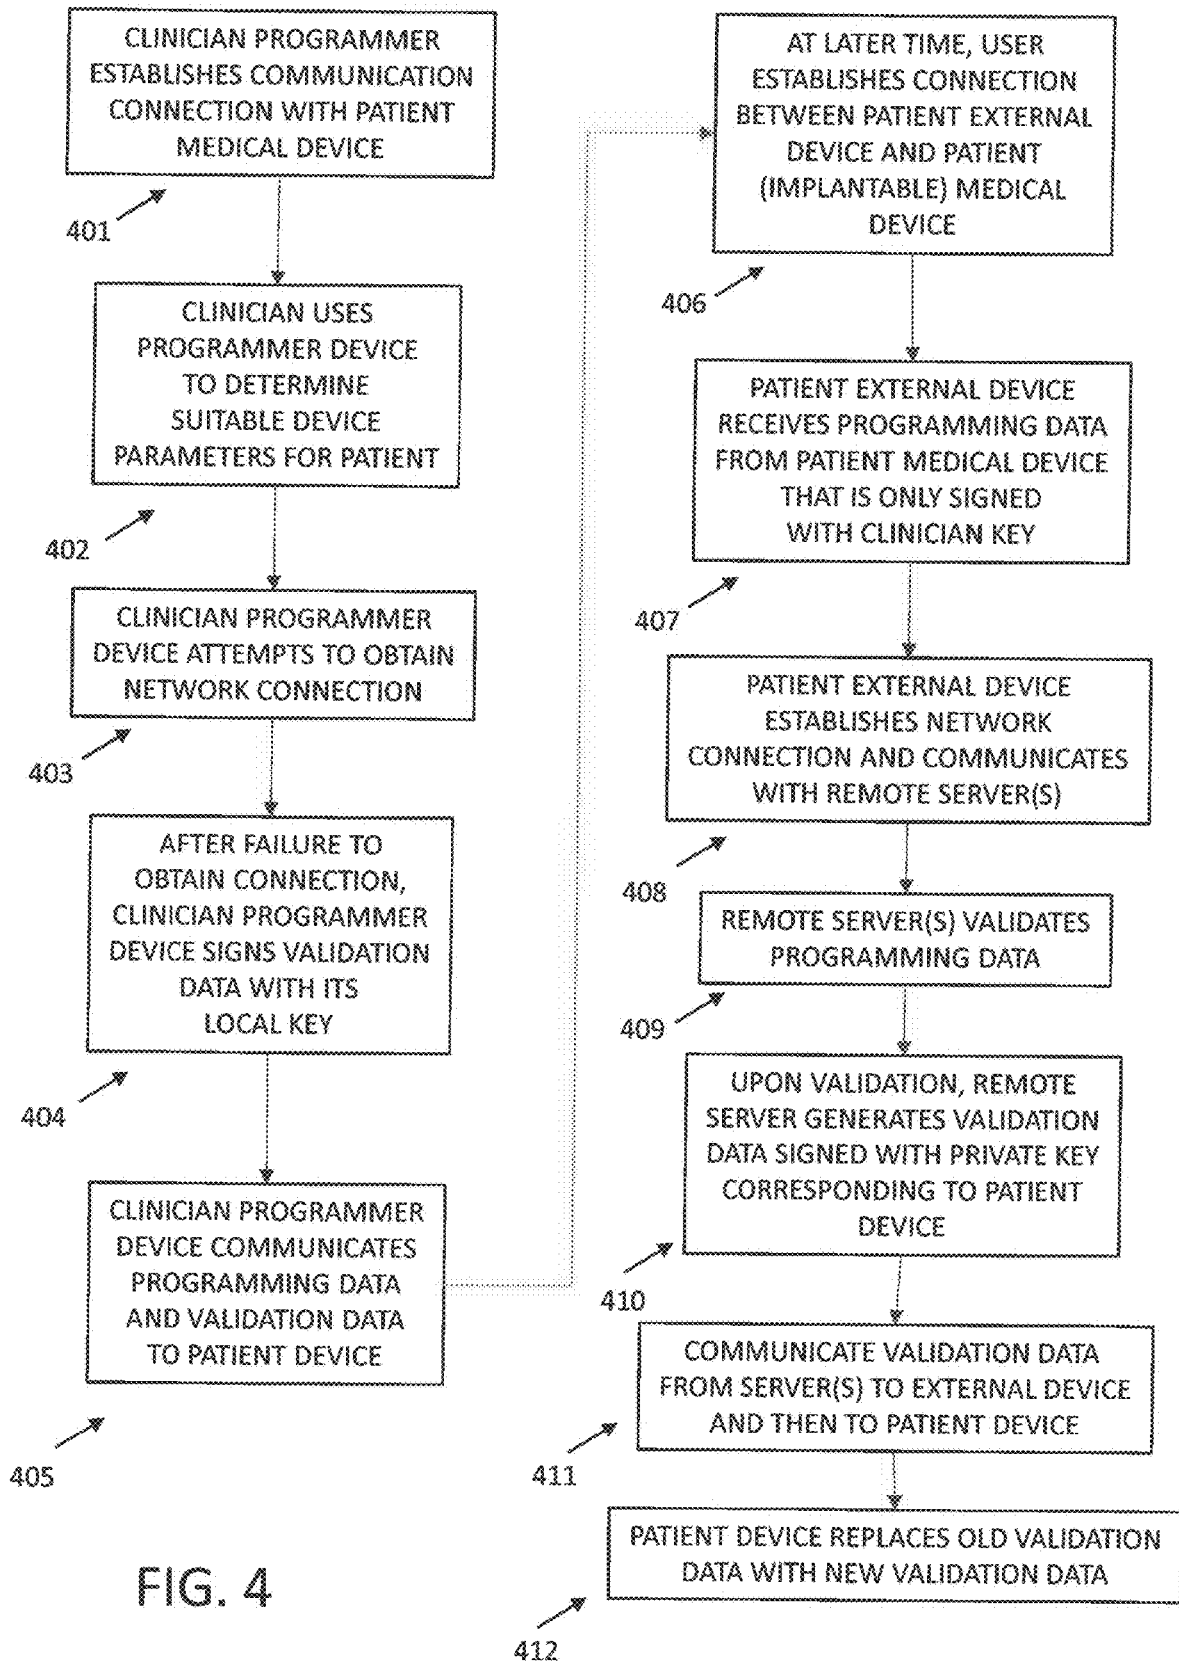 CLINICIAN PROGRAMMER
ESTABLISHES COMMUNICATION
CONNECTION WITH PATIENT
MEDICAL DEVICE
401
CLINICIAN USES
PROGRAMMER DEVICE
TO DETERMINE
SUITABLE DEVICE
PARAMETERS FOR PATIENT
402
CLINICIAN PROGRAMMER
DEVICE ATTEMPTS TO OBTAIN
NETWORK CONNECTION
403
AFTER FAILURE TO
OBTAIN CONNECTION,
CLINICIAN PROGRAMMER
DEVICE SIGNS VALIDATION
DATA WITH ITS
LOCAL KEY
404
CLINICIAN PROGRAMMER
DEVICE COMMUNICATES
PROGRAMMING DATA
AND VALIDATION DATA
TO PATIENT DEVICE
405
AT LATER TIME, USER
ESTABLISHES CONNECTION
BETWEEN PATIENT EXTERNAL
DEVICE AND PATIENT
(IMPLANTABLE) MEDICAL
DEVICE
406
PATIENT EXTERNAL DEVICE
RECEIVES PROGRAMMING DATA
FROM PATIENT MEDICAL DEVICE
THAT IS ONLY SIGNED
WITH CLINICIAN KEY
407
PATIENT EXTERNAL DEVICE
ESTABLISHES NETWORK
CONNECTION AND COMMUNICATES
WITH REMOTE SERVER(S)
408
REMOTE SERVER(S) VALIDATES
PROGRAMMING DATA
409
UPON VALIDATION, REMOTE
SERVER GENERATES VALIDATION
DATA SIGNED WITH PRIVATE KEY
CORRESPONDING TO PATIENT
DEVICE
410
COMMUNICATE VALIDATION DATA
FROM SERVER(S) TO EXTERNAL DEVICE
AND THEN TO PATIENT DEVICE
411
PATIENT DEVICE REPLACES OLD VALIDATION
DATA WITH NEW VALIDATION DATA
412
FIG. 4